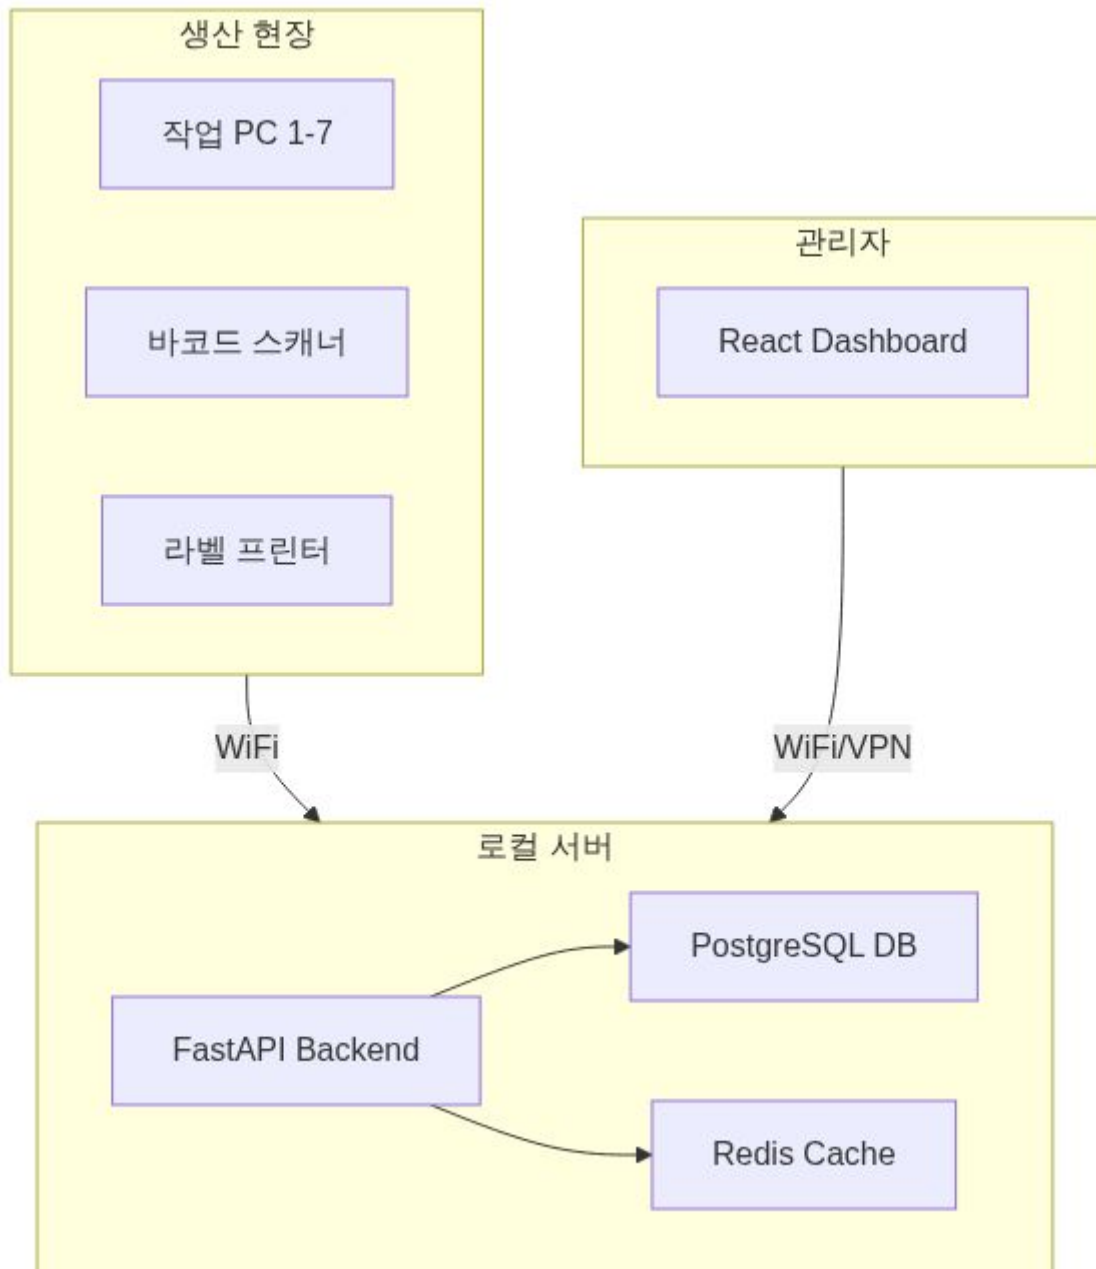 생산 현장
작업 PC 1-7
바코드 스캐너
라벨 프린터
관리자
React Dashboard
WiFi
WiFi/VPN
로컬 서버
PostgreSQL DB
FastAPI Backend
Redis Cache